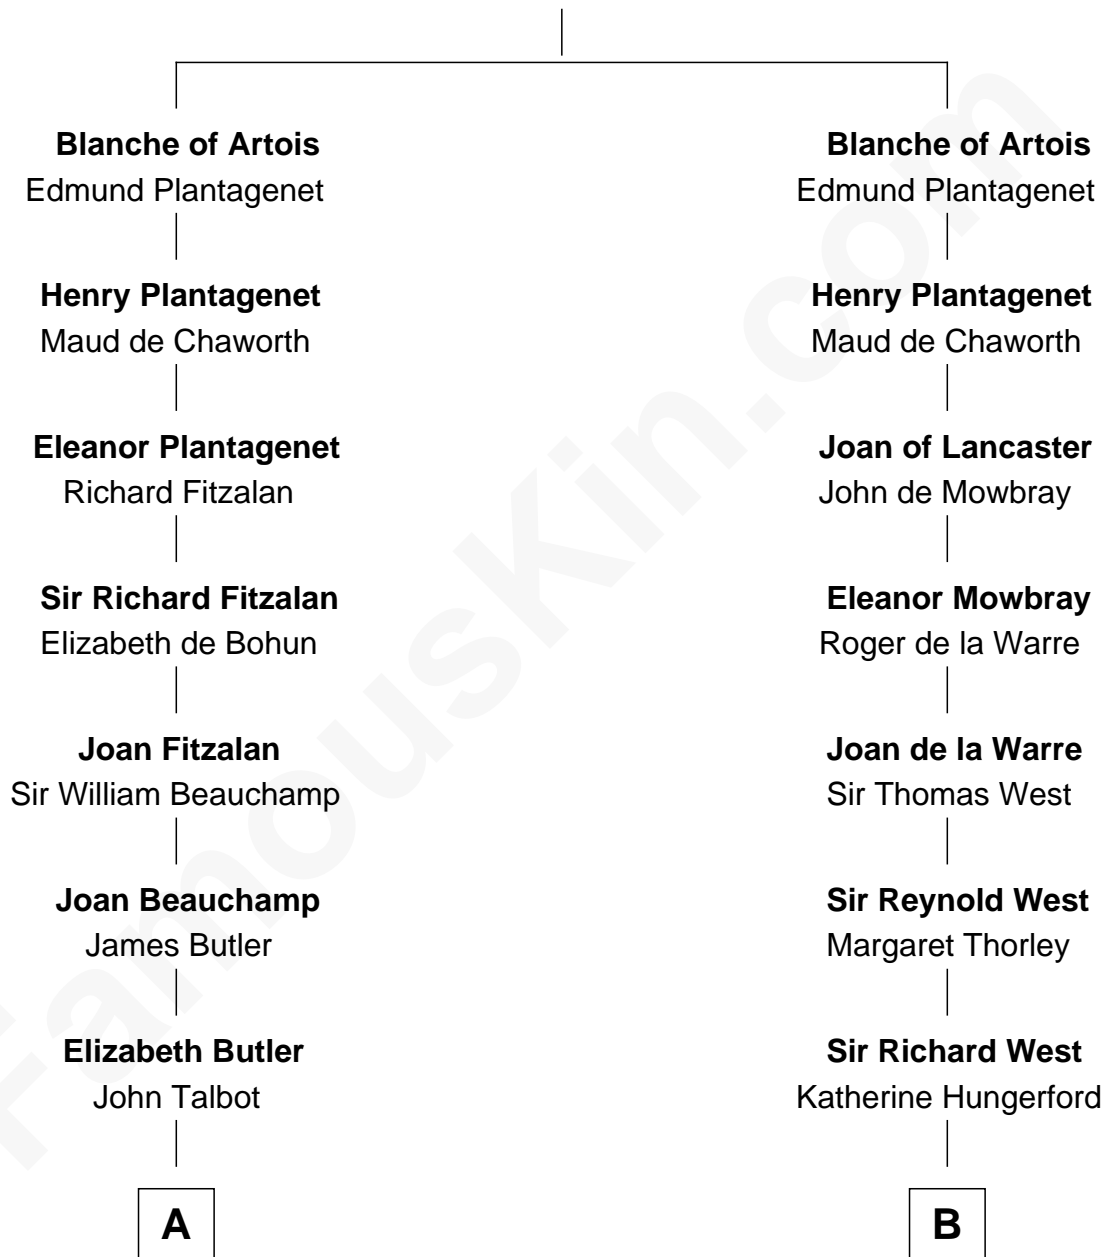 Blanche of Artois
Edmund Plantagenet
Henry Plantagenet
Maud de Chaworth
Eleanor Plantagenet
Richard Fitzalan
Sir Richard Fitzalan
Elizabeth de Bohun
Joan Fitzalan
Sir William Beauchamp
Joan Beauchamp
James Butler
Elizabeth Butler
John Talbot
A
Blanche of Artois
Edmund Plantagenet
Henry Plantagenet
Maud de Chaworth
Joan of Lancaster
John de Mowbray
Eleanor Mowbray
Roger de la Warre
Joan de la Warre
Sir Thomas West
Sir Reynold West
Margaret Thorley
Sir Richard West
Katherine Hungerford
B
FamousKin.com